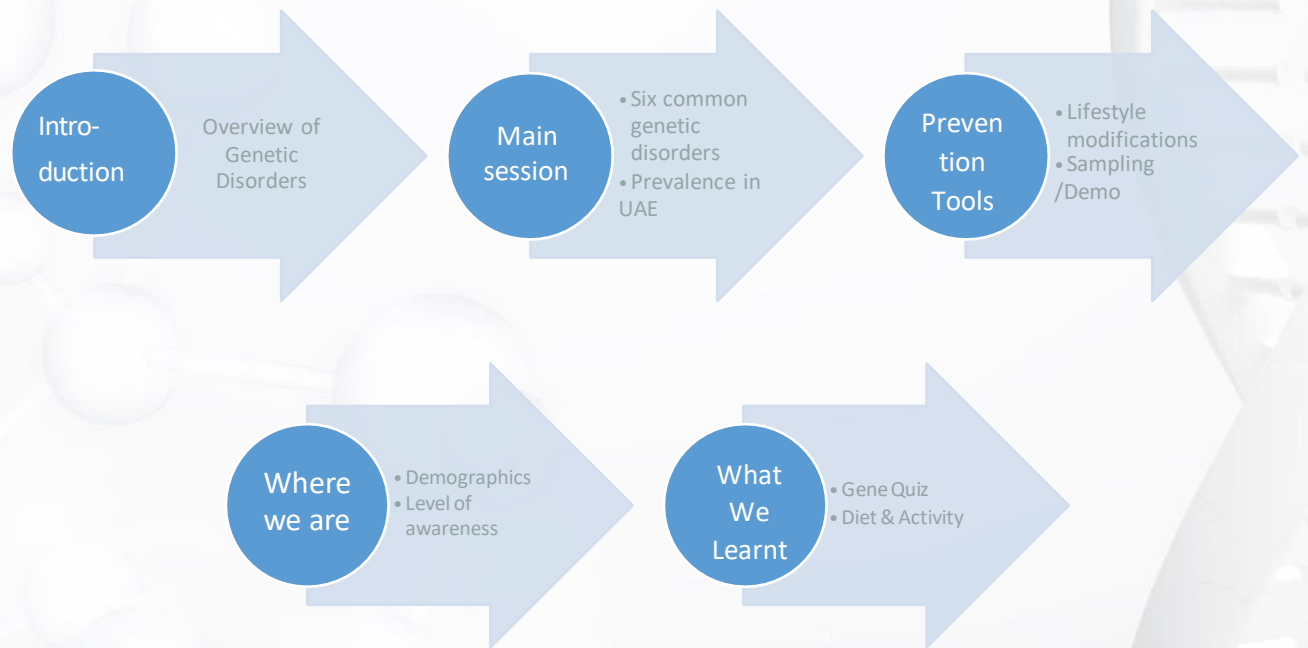 Intro-
duction
Overview of
Genetic
Disorders
Main
session
• Six common
genetic
disorders
• Prevalence in
UAE
Preven
tion
Tools
• Lifestyle
modifications
• Sampling
/Demo
Where
we are
• Demographics
• Level of
awareness
What
We
Learnt
• Gene Quiz
• Diet & Activity